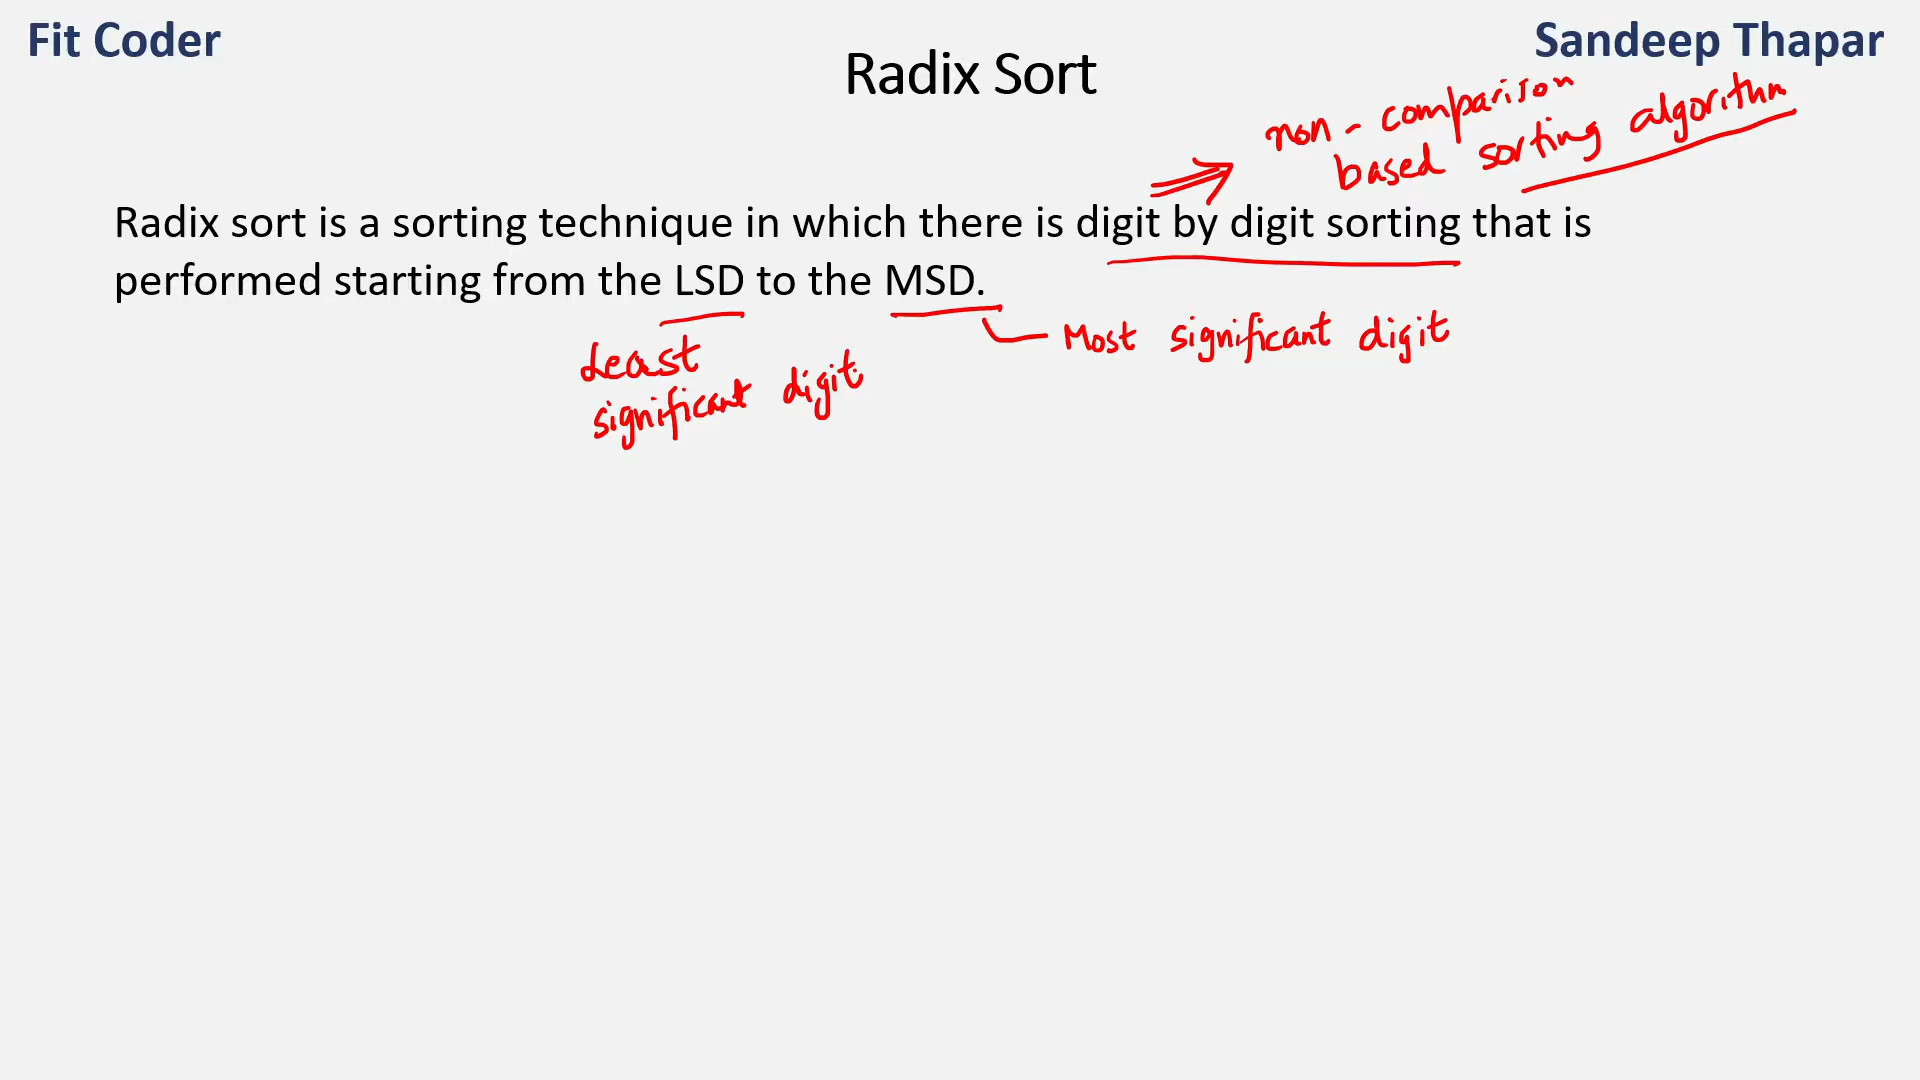 Fit Coder
Sandeep Thapar
Radix Sort
non - comparison
based sorting algorithm
Radix sort is a sorting technique in which there is digit by digit sorting that is
performed starting from the LSD to the MSD.
Most significant digit
Least
significant digit